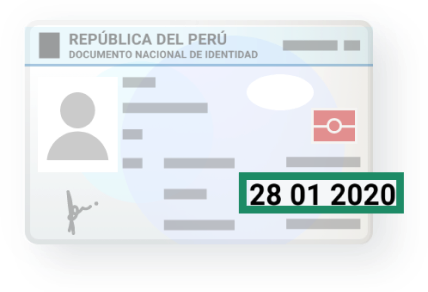 REPÚBLICA DEL PERÚ
DOCUMENTO NACIONAL DE IDENTIDAD
28 01 2020